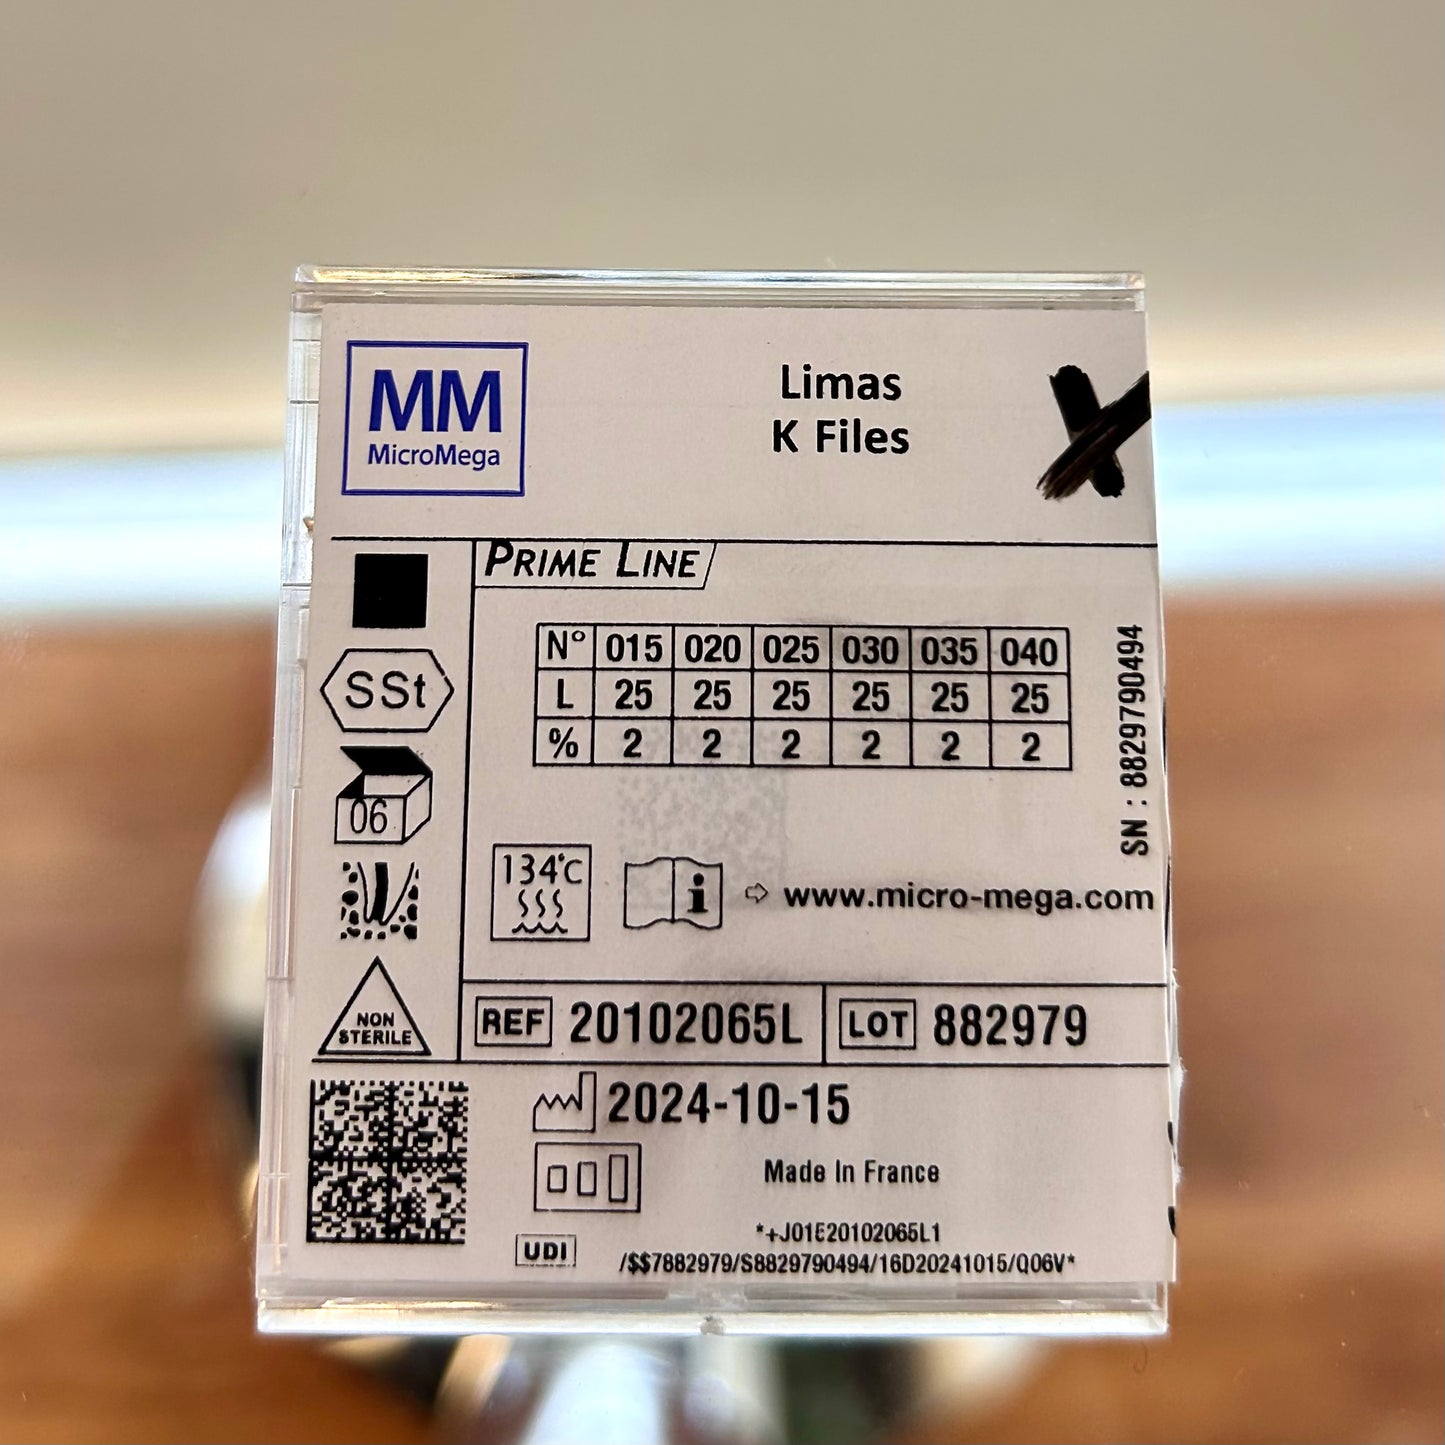 MM
MicroMega
Limas
K Files
PRIME LINE
SSt
06
NON
STERILE
N° 015 020 025 030 035 040
L 25 25 25 25 25 25
% 2 2 2 2 2 2
SN : 8829790494
134°C
i ➩ www.micro-mega.com
REF 20102065L
LOT 882979
2024-10-15
Made In France
UDI
*+J01E20102065L1
/$$7882979/S8829790494/16D20241015/Q06V*